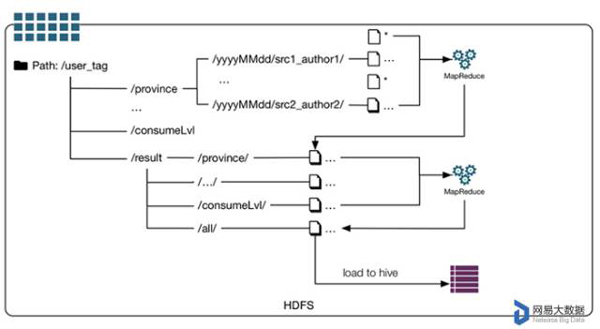 *
Path: /user_tag
/yyyyMMdd/src1_author1/
...
MapReduce
/province
...
*
...
/yyyyMMdd/src2_author2/
...
/consumeLvl
/result
/province/
...
MapReduce
/.../
...
/consumeLvl/
...
/all/
...
load to hive
HDFS
网易大数据
Netease Big Data